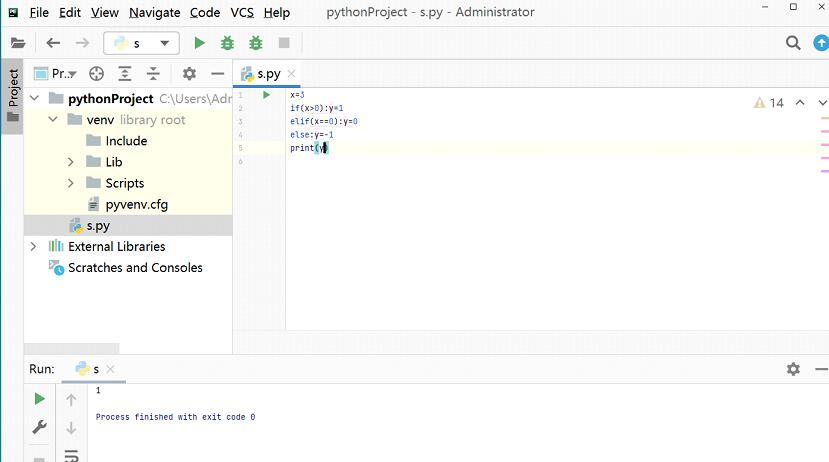 File Edit View Navigate Code VCS Help pythonProject - s.py - Administrator
s
Project
Pr..
s.py
pythonProject C:\Users\Adr
venv library root
Include
Lib
Scripts
pyvenv.cfg
s.py
External Libraries
Scratches and Consoles
1 x=3
2 if(x>0):y=1
3 elif(x==0):y=0
4 else:y=-1
5 print(y)
6
14
Run: s
1
Process finished with exit code 0